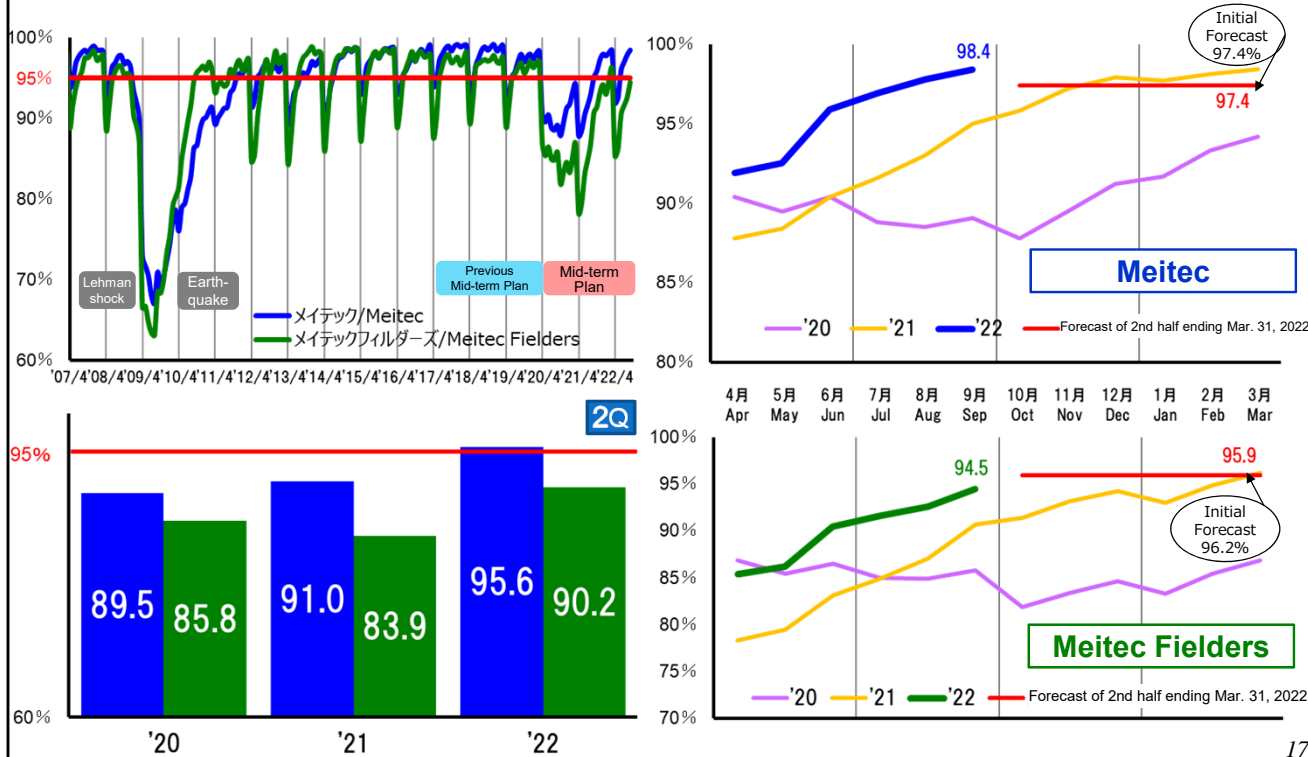 100%
95%
90%
80%
70%
60%
Lehman
shock
Earth-
quake
Previous
Mid-term Plan
Mid-term
Plan
メイテック/Meitec
メイテックフィルダーズ/Meitec Fielders
'07/4'08/4'09/4'10/4'11/4'12/4'13/4'14/4'15/4'16/4'17/4'18/4'19/4'20/4'21/4'22/4
100%
95%
90%
85%
80%
98.4
Initial
Forecast
97.4%
97.4
Meitec
'20 '21 '22 Forecast of 2nd half ending Mar. 31, 2022
4月 5月 6月 7月 8月 9月 10月 11月 12月 1月 2月 3月
Apr May Jun Jul Aug Sep Oct Nov Dec Jan Feb Mar
2Q
95%
60%
89.5 85.8 91.0 83.9 95.6 90.2
'20 '21 '22
100%
95%
90%
85%
80%
75%
70%
94.5
95.9
Initial
Forecast
96.2%
Meitec Fielders
'20 '21 '22 Forecast of 2nd half ending Mar. 31, 2022
17